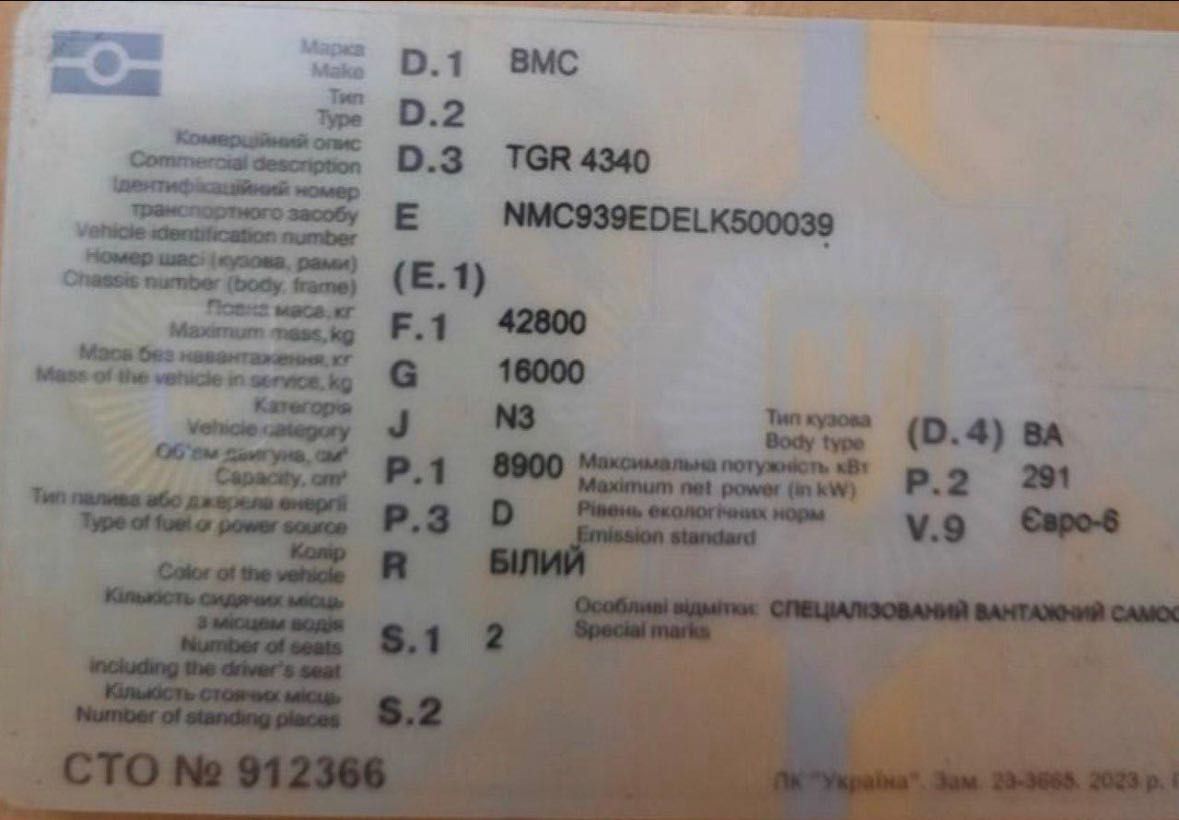 Марка
Make D.1 BMC
Тип
Type D.2
Комерційний опис
Commercial description D.3 TGR 4340
Ідентифікаційний номер
транспортного засобу
Vehicle identification number E NMC939EDELK500039
Номер шасі (кузова, рами)
Chassis number (body, frame) (E.1)
Повна маса, кг
Maximum mass, kg F.1 42800
Маса без навантаження, кг
Mass of the vehicle in service, kg G 16000
Категорія
Vehicle category J N3
Тип кузова
Body type (D.4) BA
Об'єм двигуна, см³
Capacity, cm³ P.1 8900
Максимальна потужність кВт
Maximum net power (in kW) P.2 291
Тип палива або джерела енергії
Type of fuel or power source P.3 D
Рівень екологічних норм
Emission standard V.9 Євро-6
Колір
Color of the vehicle R БІЛИЙ
Кількість сидячих місць
з місцем водія
Number of seats
including the driver's seat S.1 2
Особливі відмітки: СПЕЦІАЛІЗОВАНИЙ ВАНТАЖНИЙ САМОС
Special marks
Кількість стоячих місць
Number of standing places S.2
СТО № 912366
ПК "Україна". Зам. 23-3665. 2023 р.